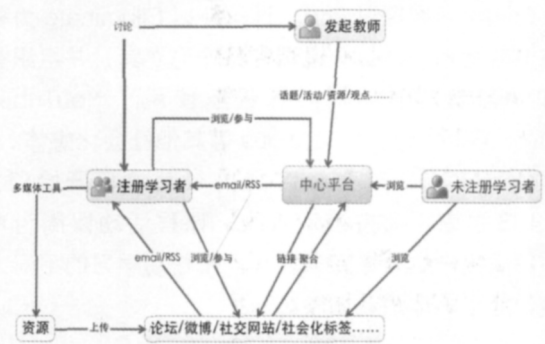 讨论
发起教师
话题/活动/资源/观点……
浏览/参与
多媒体工具
注册学习者
email/RSS
中心平台
浏览
未注册学习者
email/RSS
浏览/参与
链接 聚合
浏览
资源
上传
论坛/微博/社交网站/社会化标签……